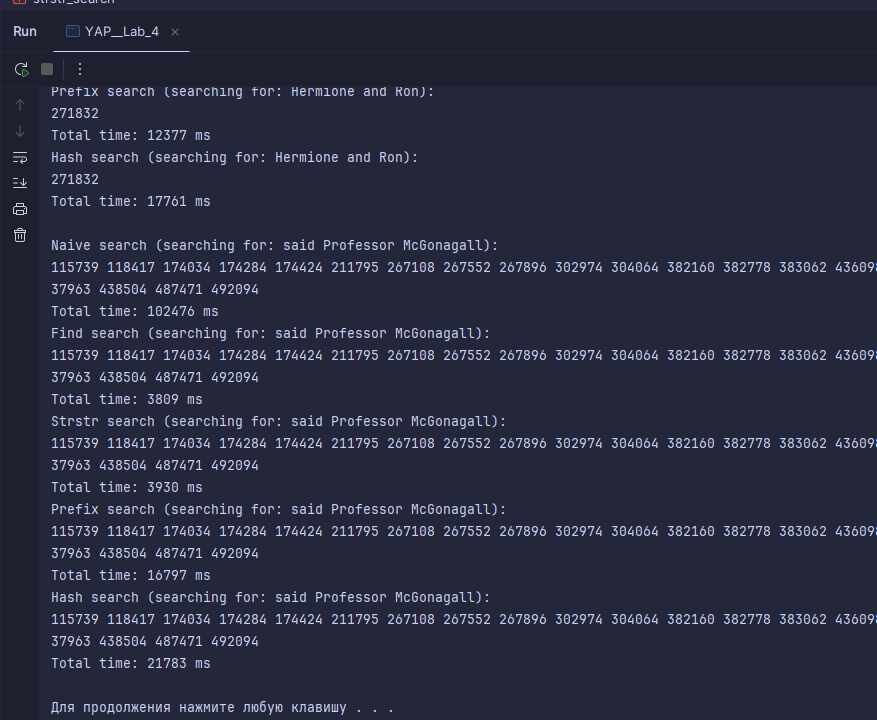 strstr_search
Run YAP__Lab_4
Prefix search (searching for: Hermione and Ron):
271832
Total time: 12377 ms
Hash search (searching for: Hermione and Ron):
271832
Total time: 17761 ms
Naive search (searching for: said Professor McGonagall):
115739 118417 174034 174284 174424 211795 267108 267552 267896 302974 304064 382160 382778 383062 43609
37963 438504 487471 492094
Total time: 102476 ms
Find search (searching for: said Professor McGonagall):
115739 118417 174034 174284 174424 211795 267108 267552 267896 302974 304064 382160 382778 383062 43609
37963 438504 487471 492094
Total time: 3809 ms
Strstr search (searching for: said Professor McGonagall):
115739 118417 174034 174284 174424 211795 267108 267552 267896 302974 304064 382160 382778 383062 43609
37963 438504 487471 492094
Total time: 3930 ms
Prefix search (searching for: said Professor McGonagall):
115739 118417 174034 174284 174424 211795 267108 267552 267896 302974 304064 382160 382778 383062 43609
37963 438504 487471 492094
Total time: 16797 ms
Hash search (searching for: said Professor McGonagall):
115739 118417 174034 174284 174424 211795 267108 267552 267896 302974 304064 382160 382778 383062 43609
37963 438504 487471 492094
Total time: 21783 ms
Для продолжения нажмите любую клавишу . . .